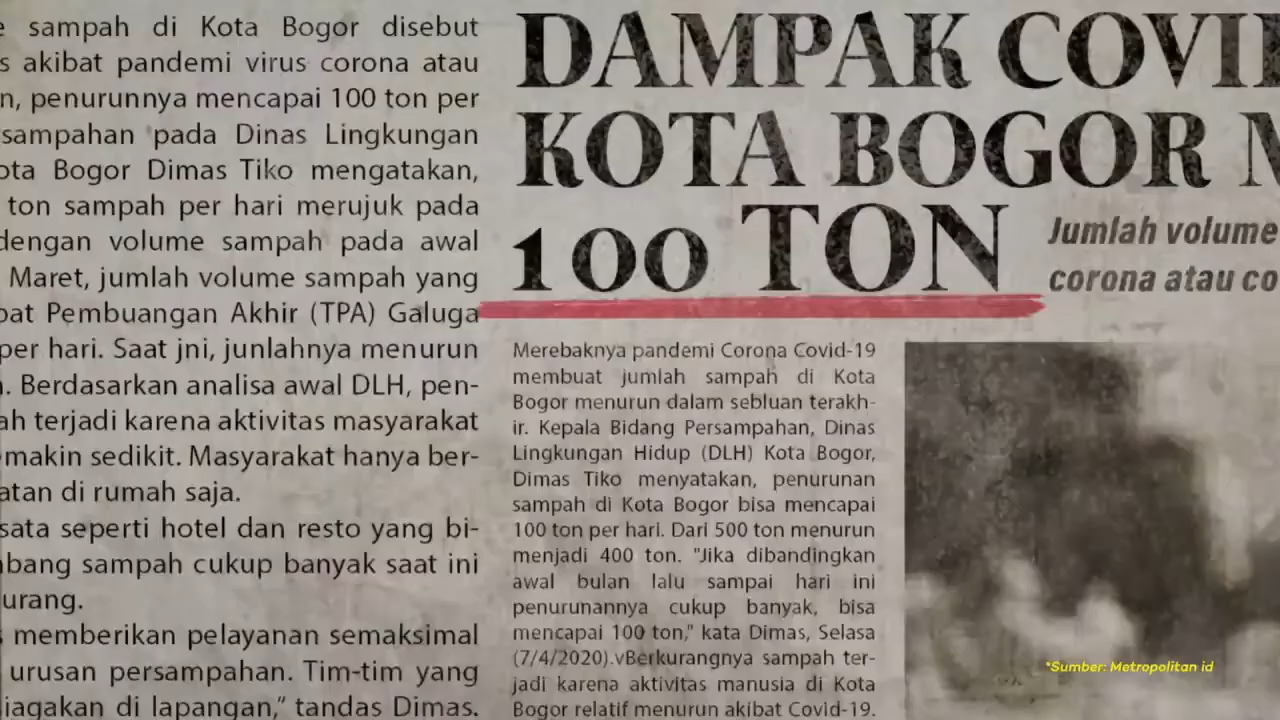 sampah di Kota Bogor disebut
akibat pandemi virus corona atau
n, penurunnya mencapai 100 ton per
sampahan pada Dinas Lingkungan
ota Bogor Dimas Tiko mengatakan,
ton sampah per hari merujuk pada
dengan volume sampah pada awal
Maret, jumlah volume sampah yang
pat Pembuangan Akhir (TPA) Galuga
per hari. Saat jni, junlahnya menurun
. Berdasarkan analisa awal DLH, pen-
ah terjadi karena aktivitas masyarakat
makin sedikit. Masyarakat hanya ber-
atan di rumah saja.
sata seperti hotel dan resto yang bi-
bang sampah cukup banyak saat ini
urang.
memberikan pelayanan semaksimal
urusan persampahan. Tim-tim yang
iagakan di lapangan,” tandas Dimas.
DAMPAK COVI
KOTA BOGOR
100 TON
Jumlah volume
corona atau co
Merebaknya pandemi Corona Covid-19
membuat jumlah sampah di Kota
Bogor menurun dalam sebluan terakh-
ir. Kepala Bidang Persampahan, Dinas
Lingkungan Hidup (DLH) Kota Bogor,
Dimas Tiko menyatakan, penurunan
sampah di Kota Bogor bisa mencapai
100 ton per hari. Dari 500 ton menurun
menjadi 400 ton. "Jika dibandingkan
awal bulan lalu sampai hari ini
penurunannya cukup banyak, bisa
mencapai 100 ton," kata Dimas, Selasa
(7/4/2020).vBerkurangnya sampah ter-
jadi karena aktivitas manusia di Kota
Bogor relatif menurun akibat Covid-19.
*Sumber: Metropolitan id